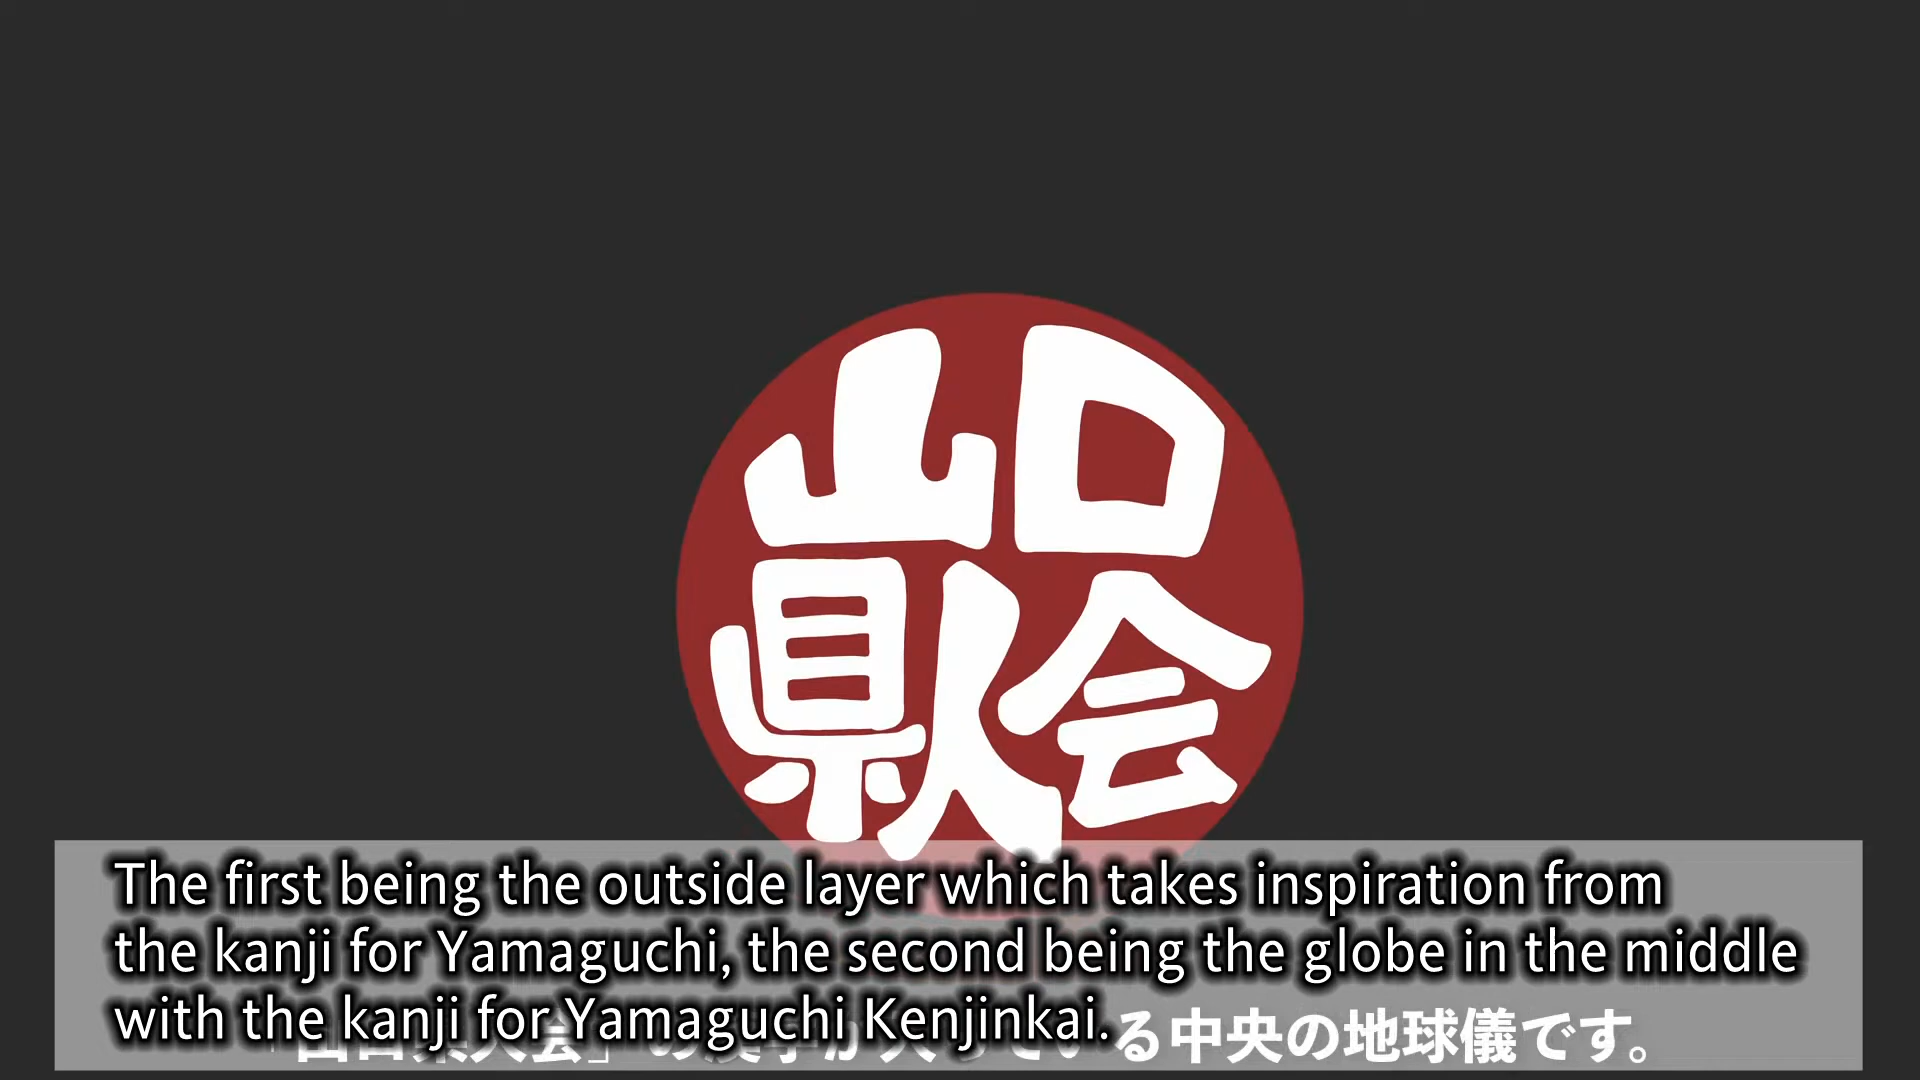 山口
県人会
The first being the outside layer which takes inspiration from
the kanji for Yamaguchi, the second being the globe in the middle
with the kanji for Yamaguchi Kenjinkai.
る中央の地球儀です。